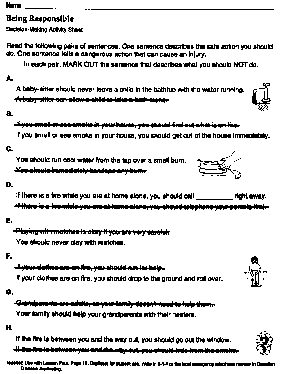 Name
Being Responsible
Decision-Making Activity Sheet
Read the following pairs of sentences. One sentence describes the safe action you should
do. One sentence tells a dangerous action that can cause an injury.
In each pair, MARK OUT the sentence that describes what you should NOT do.
A.
A baby-sitter should never leave a child in the bathtub with the water running.
A baby-sitter can allow a child to take a bath alone.
B.
If you smell or see smoke in your house, you should find out what is on fire.
If you smell or see smoke in your house, you should get out of the house immediately.
C.
You should run cool water from the tap over a small burn.
You should immediately bandage any burn.
D.
If there is a fire while you are at home alone, you should call __________ right away.
If there is a fire while you are at home alone, you should telephone your parents first.
E.
Playing with matches is okay if you are very careful.
You should never play with matches.
F.
If your clothes are on fire, you should run for help.
If your clothes are on fire, you should drop to the ground and roll over.
G.
Grandparents are adults, so your family doesn't need to help them.
Your family should help your grandparents with their heaters.
H.
If the fire is between you and the way out, you should go out the window.
If the fire is between you and the way out, you should hide from the